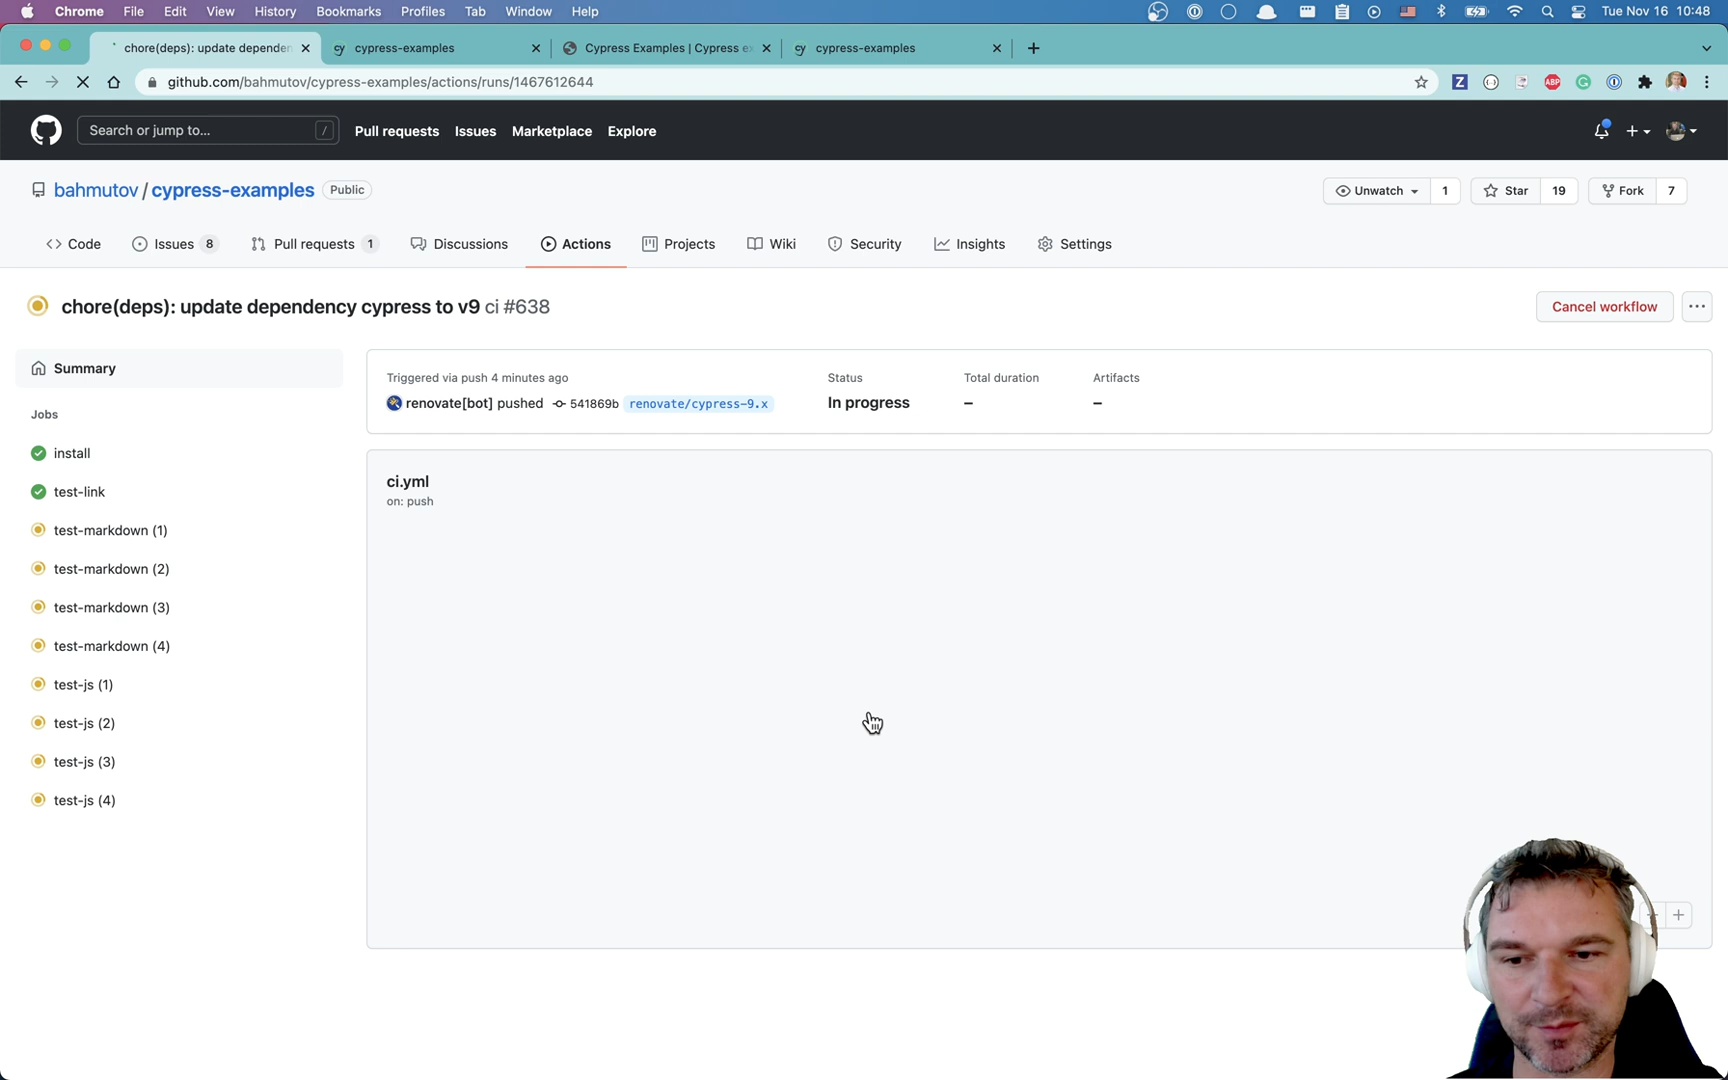 Chrome File Edit View History Bookmarks Profiles Tab Window Help Tue Nov 16 10:48
chore(deps): update dependen cypress-examples Cypress Examples | Cypress e cypress-examples
github.com/bahmutov/cypress-examples/actions/runs/1467612644
Search or jump to... / Pull requests Issues Marketplace Explore
bahmutov / cypress-examples Public Unwatch 1 Star 19 Fork 7
Code Issues 8 Pull requests 1 Discussions Actions Projects Wiki Security Insights Settings
chore(deps): update dependency cypress to v9 ci #638 Cancel workflow
Summary
Jobs
install
test-link
test-markdown (1)
test-markdown (2)
test-markdown (3)
test-markdown (4)
test-js (1)
test-js (2)
test-js (3)
test-js (4)
Triggered via push 4 minutes ago Status Total duration Artifacts
renovate[bot] pushed 541869b renovate/cypress-9.x In progress – –
ci.yml
on: push